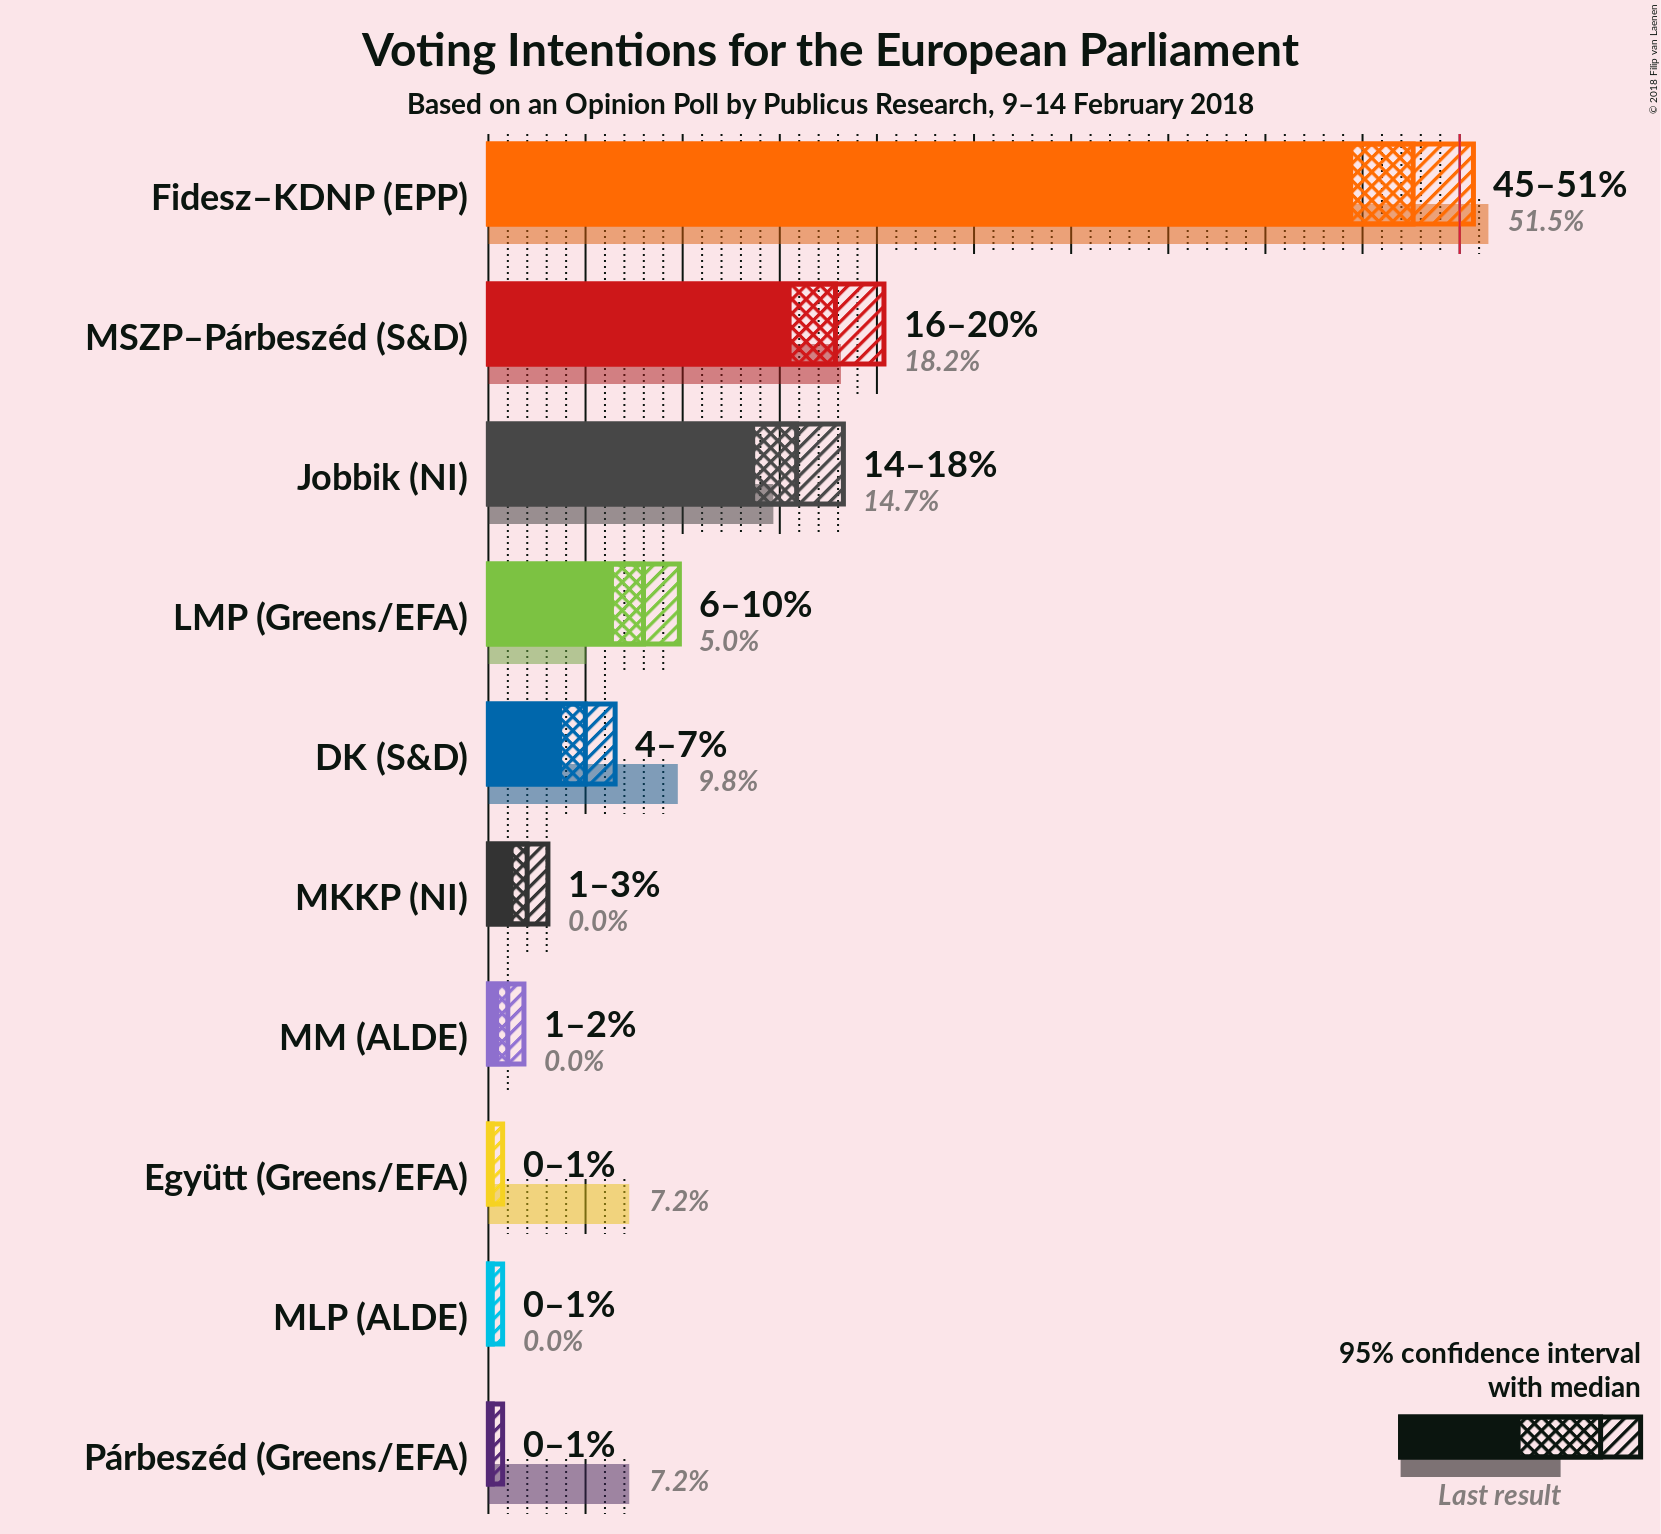 Voting Intentions for the European Parliament
Based on an Opinion Poll by Publicus Research, 9–14 February 2018
© 2018 Filip van Laenen
Fidesz–KDNP (EPP)
45–51%
51.5%
MSZP–Párbeszéd (S&D)
16–20%
18.2%
Jobbik (NI)
14–18%
14.7%
LMP (Greens/EFA)
6–10%
5.0%
DK (S&D)
4–7%
9.8%
MKKP (NI)
1–3%
0.0%
MM (ALDE)
1–2%
0.0%
Együtt (Greens/EFA)
0–1%
7.2%
MLP (ALDE)
0–1%
0.0%
Párbeszéd (Greens/EFA)
0–1%
7.2%
95% confidence interval
with median
Last result